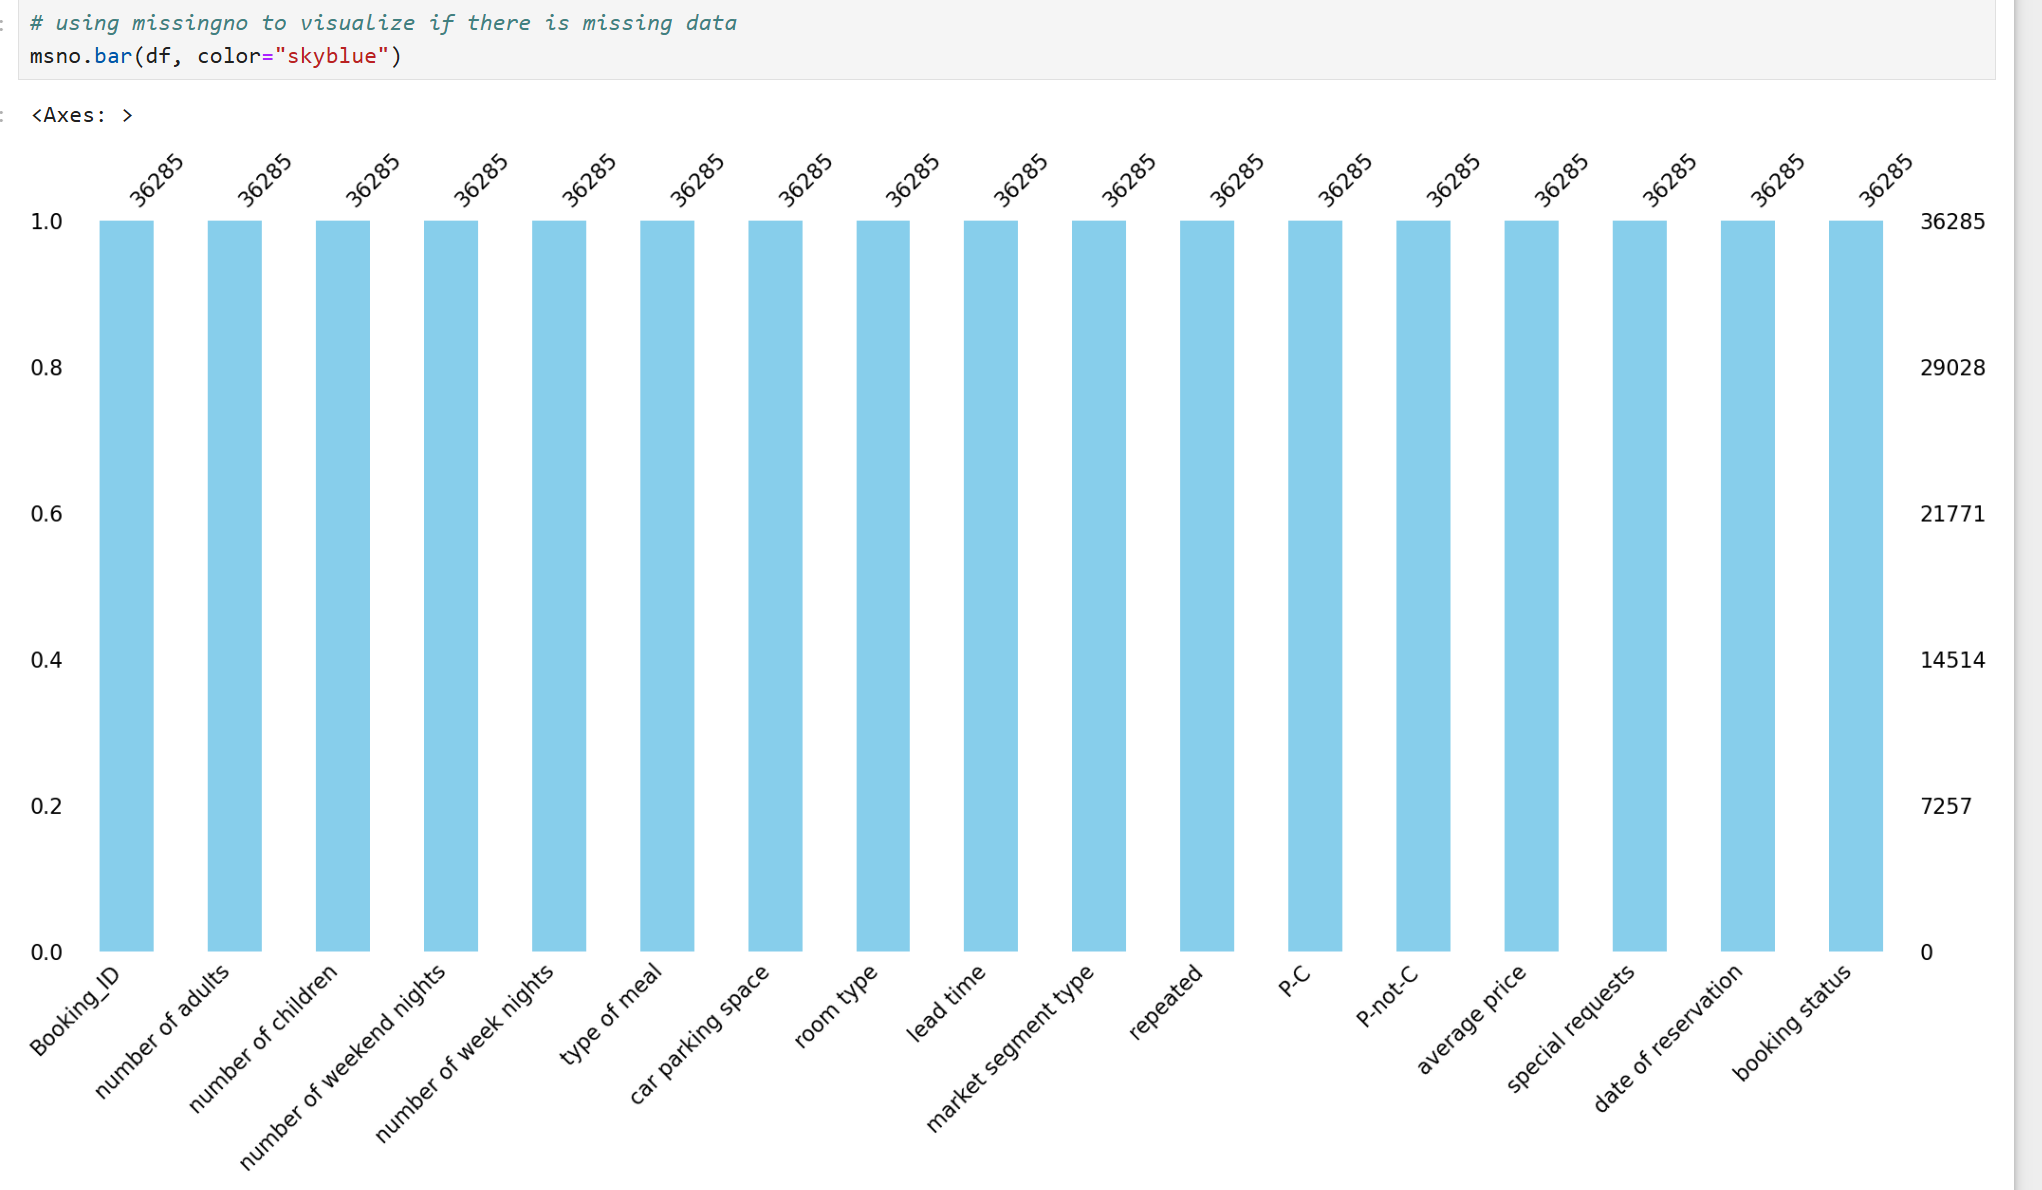 # using missingno to visualize if there is missing data
msno.bar(df, color="skyblue")
<Axes: >
36285 36285 36285 36285 36285 36285 36285 36285 36285 36285 36285 36285 36285 36285 36285 36285 36285
1.0 36285
0.8 29028
0.6 21771
0.4 14514
0.2 7257
0.0 0
Booking_ID
number of adults
number of children
number of weekend nights
number of week nights
type of meal
car parking space
room type
lead time
market segment type
repeated
P-C
P-not-C
average price
special requests
date of reservation
booking status